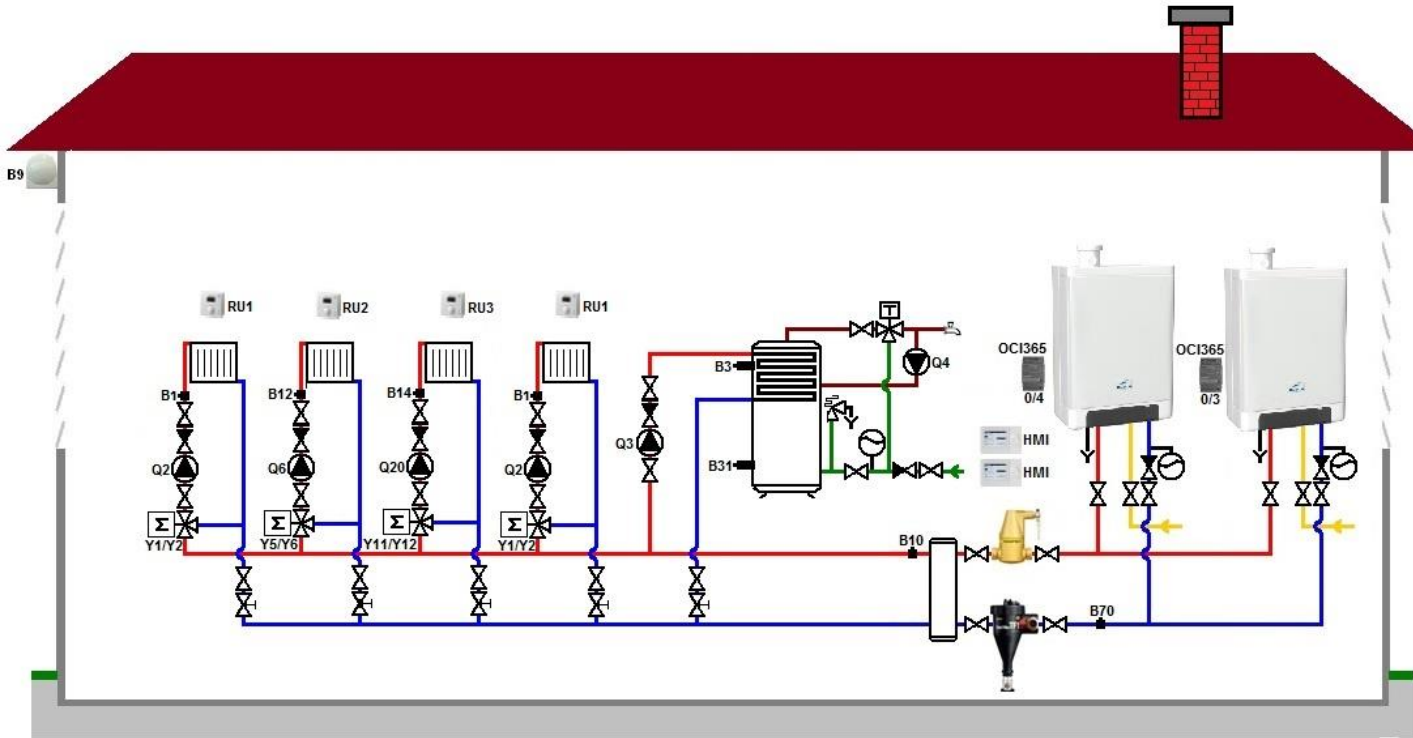 B9
RU1
RU2
RU3
RU1
T
OCI365
0/4
OCI365
0/3
B3
Q4
B1
B12
B14
B1
Q2
Q6
Q20
Q2
Q3
B31
HMI
HMI
Σ
Σ
Σ
Σ
Y1/Y2
Y5/Y6
Y11/Y12
Y1/Y2
B10
B70